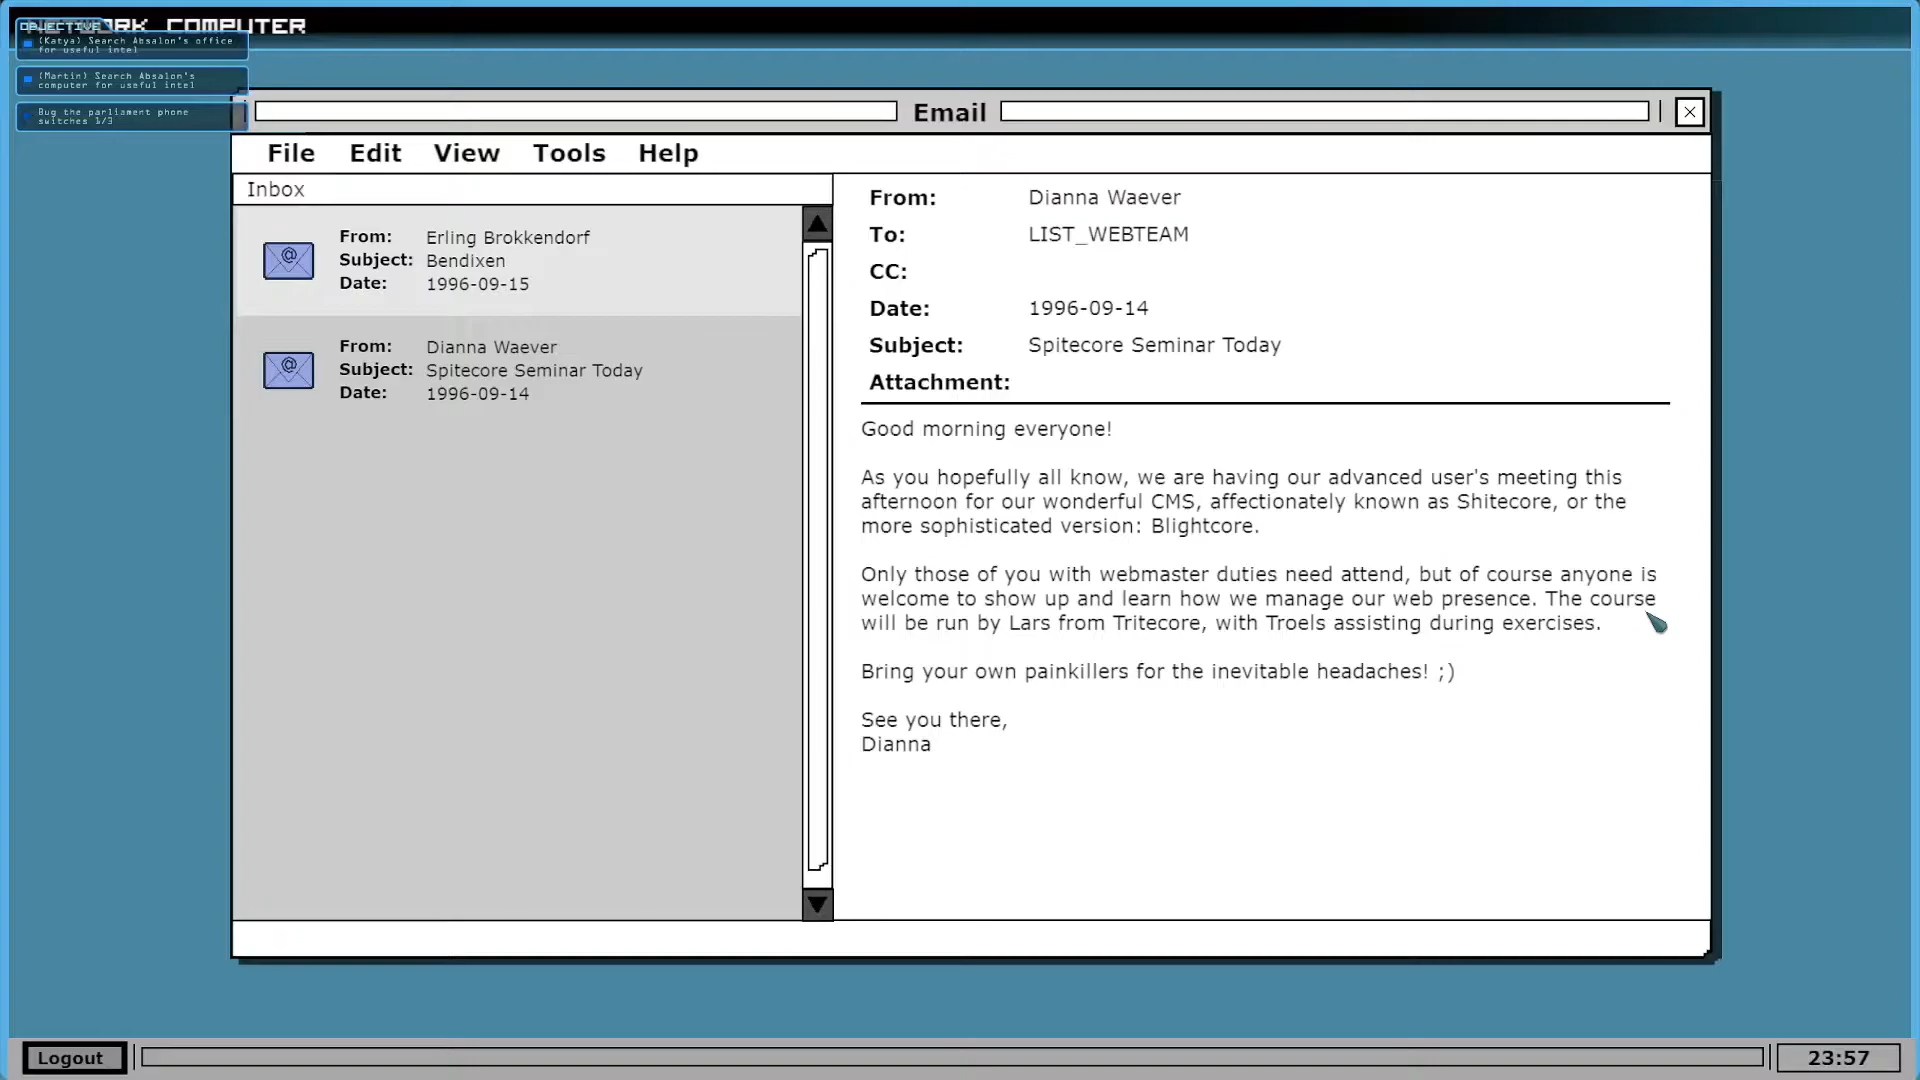 NETWORK COMPUTER
OBJECTIVE
(Katya) Search Absalon's office
for useful intel
(Martin) Search Absalon's
computer for useful intel
Bug the parliament phone
switches 1/3
Email
File Edit View Tools Help
Inbox
From: Erling Brokkendorf
Subject: Bendixen
Date: 1996-09-15
From: Dianna Waever
Subject: Spitecore Seminar Today
Date: 1996-09-14
From: Dianna Waever
To: LIST_WEBTEAM
CC:
Date: 1996-09-14
Subject: Spitecore Seminar Today
Attachment:
Good morning everyone!
As you hopefully all know, we are having our advanced user's meeting this
afternoon for our wonderful CMS, affectionately known as Shitecore, or the
more sophisticated version: Blightcore.
Only those of you with webmaster duties need attend, but of course anyone is
welcome to show up and learn how we manage our web presence. The course
will be run by Lars from Tritecore, with Troels assisting during exercises.
Bring your own painkillers for the inevitable headaches! ;)
See you there,
Dianna
Logout
23:57